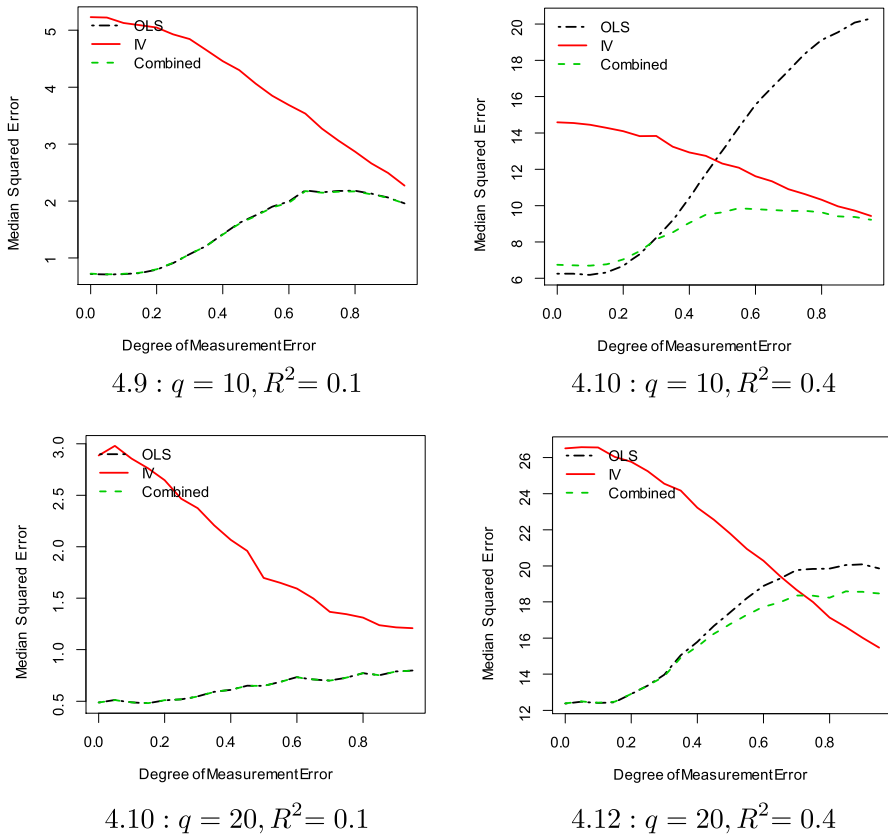 OLS
IV
Combined
Median Squared Error
1 2 3 4 5
0.0 0.2 0.4 0.6 0.8
Degree of Measurement Error
4.9 : q = 10, R² = 0.1
OLS
IV
Combined
Median Squared Error
6 8 10 12 14 16 18 20
0.0 0.2 0.4 0.6 0.8
Degree of Measurement Error
4.10 : q = 10, R² = 0.4
OLS
IV
Combined
Median Squared Error
0.5 1.0 1.5 2.0 2.5 3.0
0.0 0.2 0.4 0.6 0.8
Degree of Measurement Error
4.10 : q = 20, R² = 0.1
OLS
IV
Combined
Median Squared Error
12 14 16 18 20 22 24 26
0.0 0.2 0.4 0.6 0.8
Degree of Measurement Error
4.12 : q = 20, R² = 0.4